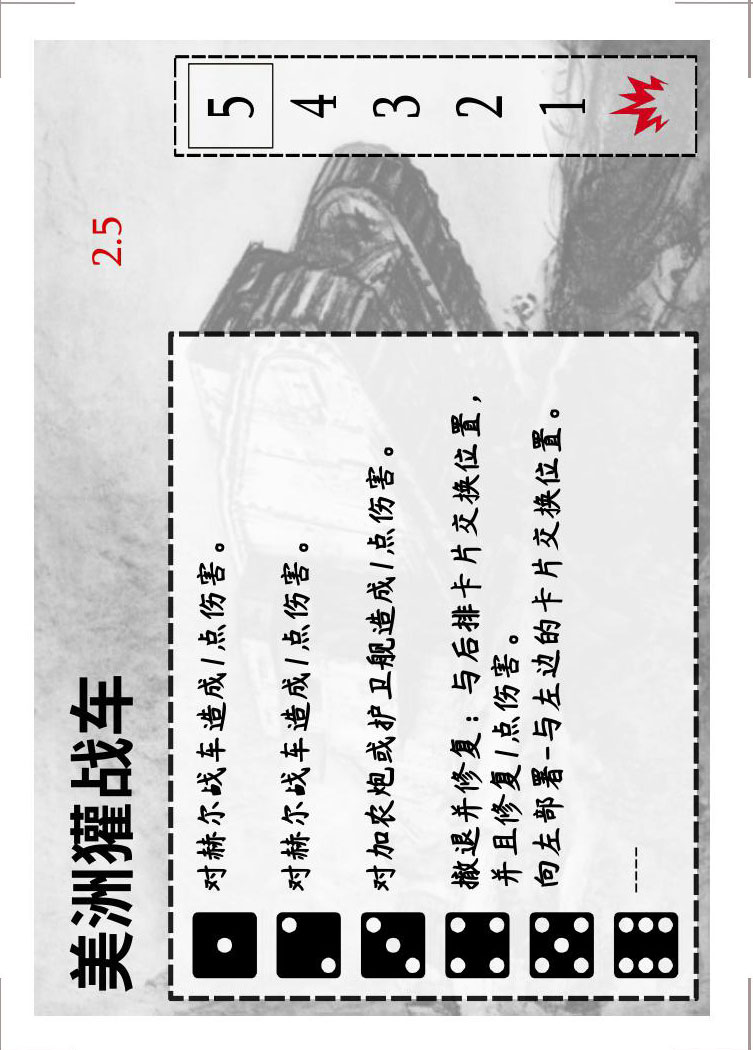 美洲獾战车
2.5
5
4
3
2
1
对赫尔战车造成1点伤害。
对赫尔战车造成1点伤害。
对加农炮或护卫舰造成1点伤害。
撤退并修复：与后排卡片交换位置，
并且修复1点伤害。
向左部署-与左边的卡片交换位置。
----